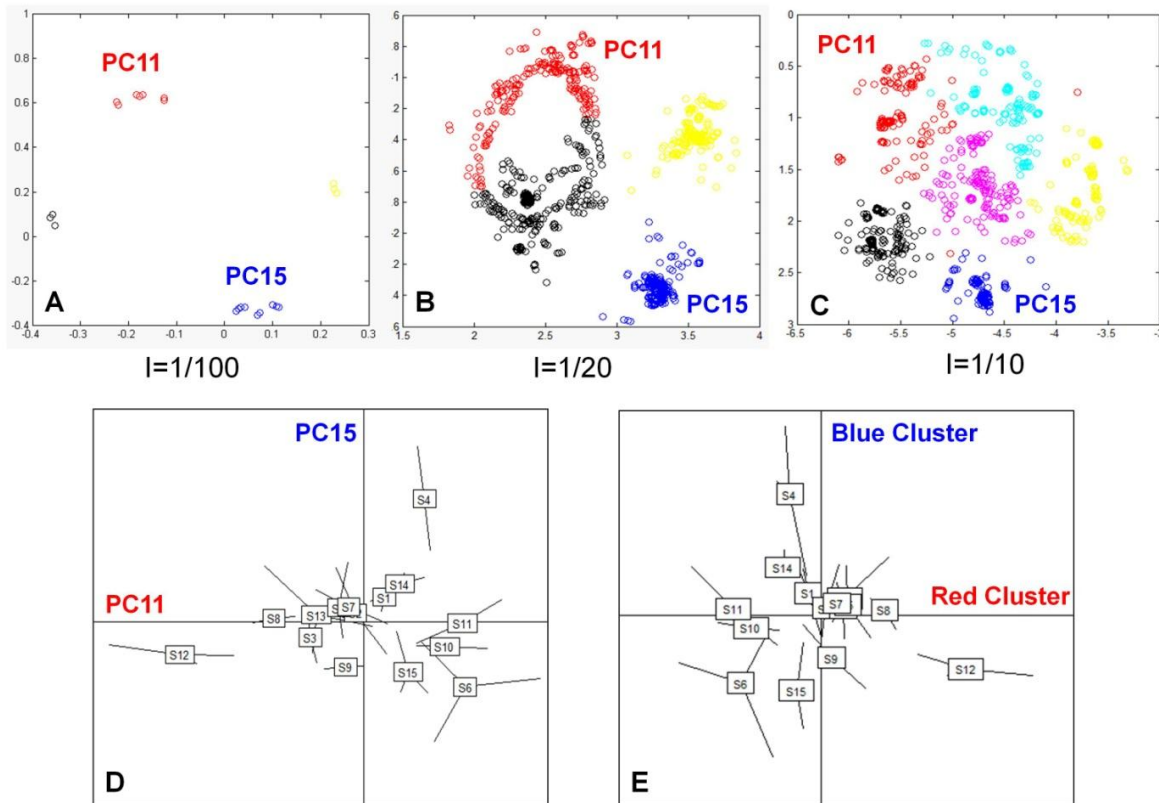 1
0.8
0.6
0.4
0.2
0
-0.2
-0.4
-0.4 -0.3 -0.2 -0.1 0 0.1 0.2 0.3
PC11
PC15
A
I=1/100
1.5 2 2.5 3 3.5 4
PC11
PC15
B
I=1/20
0
0.5
1
1.5
2
2.5
3
-6 -5.5 -5 -4.5 -4 -3.5
PC11
PC15
C
I=1/10
PC15
S4
S14
S1
PC11
S7
S13
S8
S11
S3
S10
S12
S9
S15
S6
D
Blue Cluster
S4
S14
S1
Red Cluster
S7
S11
S8
S10
S9
S12
S6
S15
E